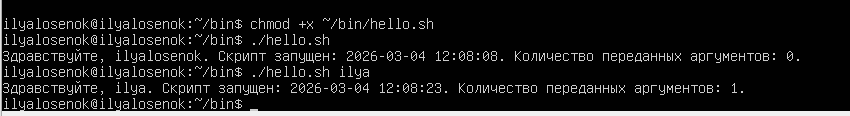 ilyalosenok@ilyalosenok:~/bin$ chmod +x ~/bin/hello.sh
ilyalosenok@ilyalosenok:~/bin$ ./hello.sh
Здравствуйте, ilyalosenok. Скрипт запущен: 2026-03-04 12:08:08. Количество переданных аргументов: 0.
ilyalosenok@ilyalosenok:~/bin$ ./hello.sh ilya
Здравствуйте, ilya. Скрипт запущен: 2026-03-04 12:08:23. Количество переданных аргументов: 1.
ilyalosenok@ilyalosenok:~/bin$ _